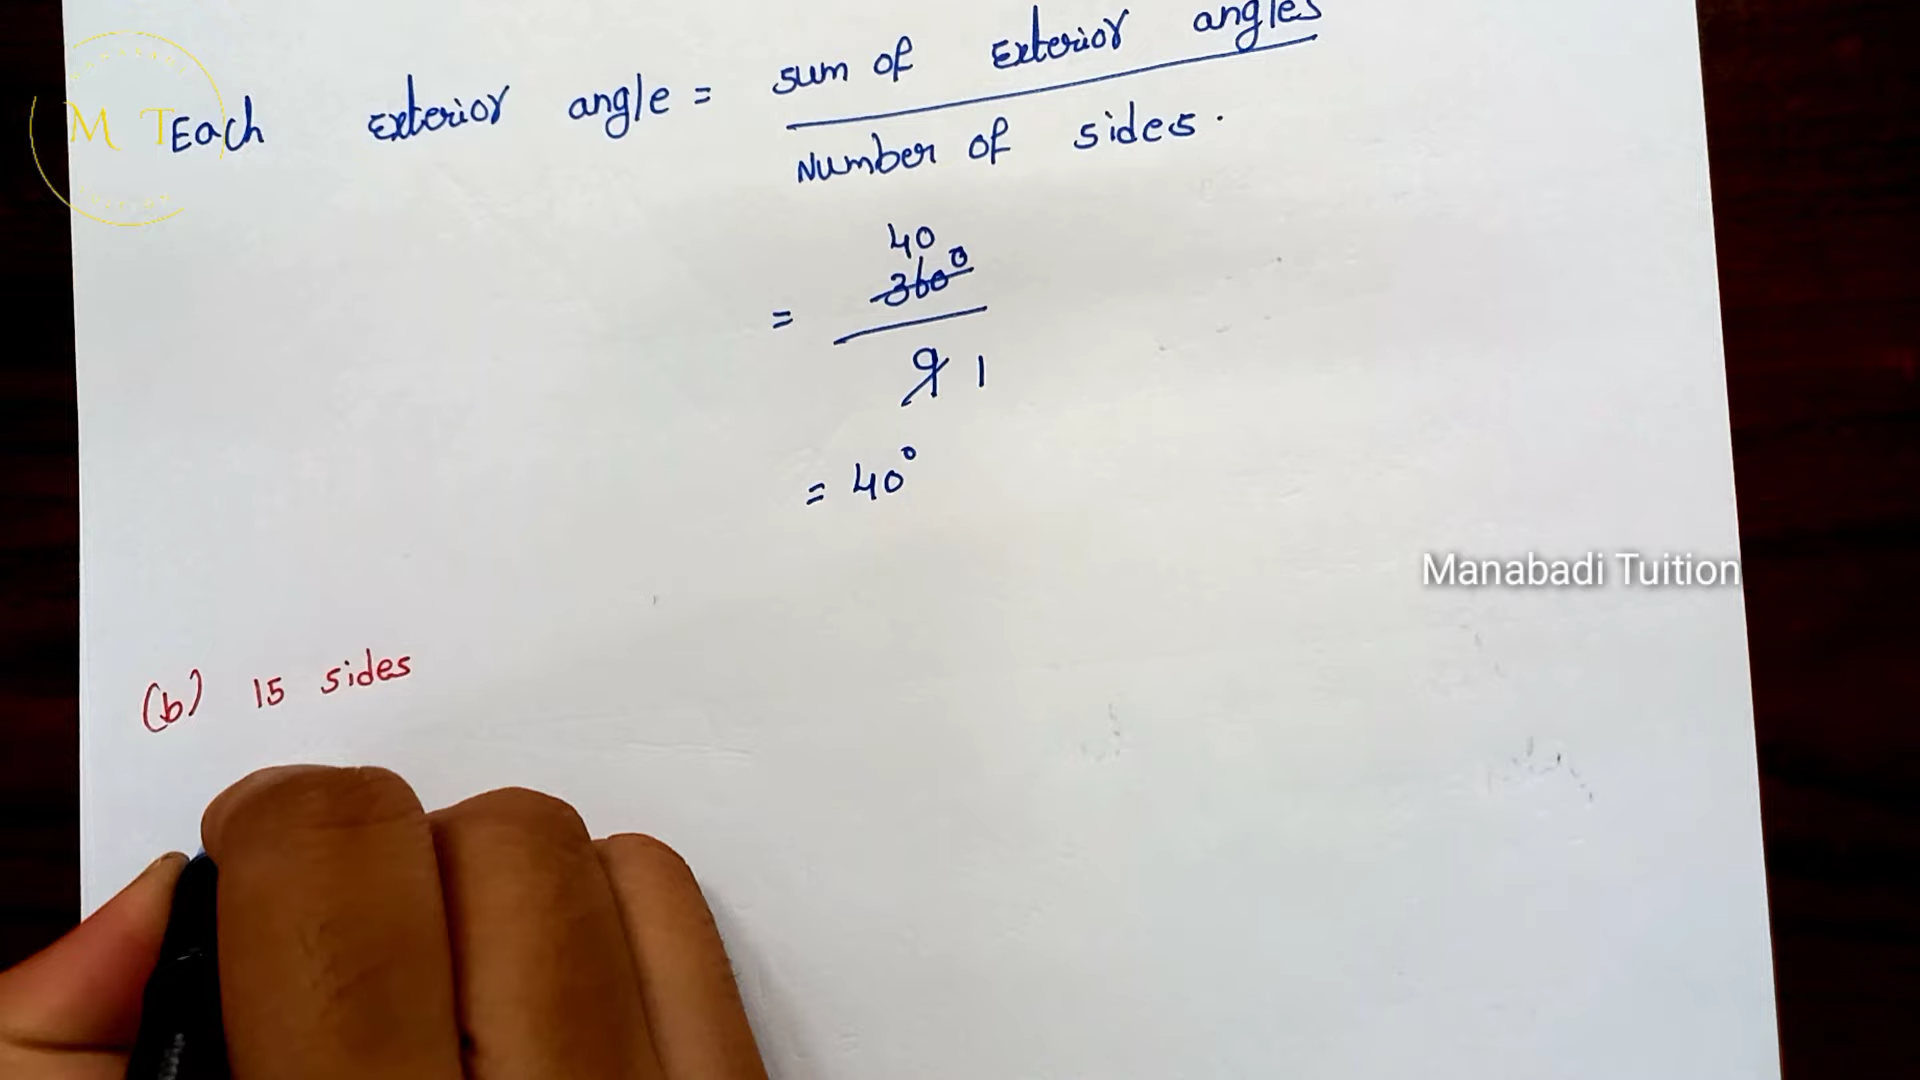 sum of Exterior angles
M T Each exterior angle =
Number of sides.
40
= 360°
9 1
= 40°
Manabadi Tuition
(b) 15 sides